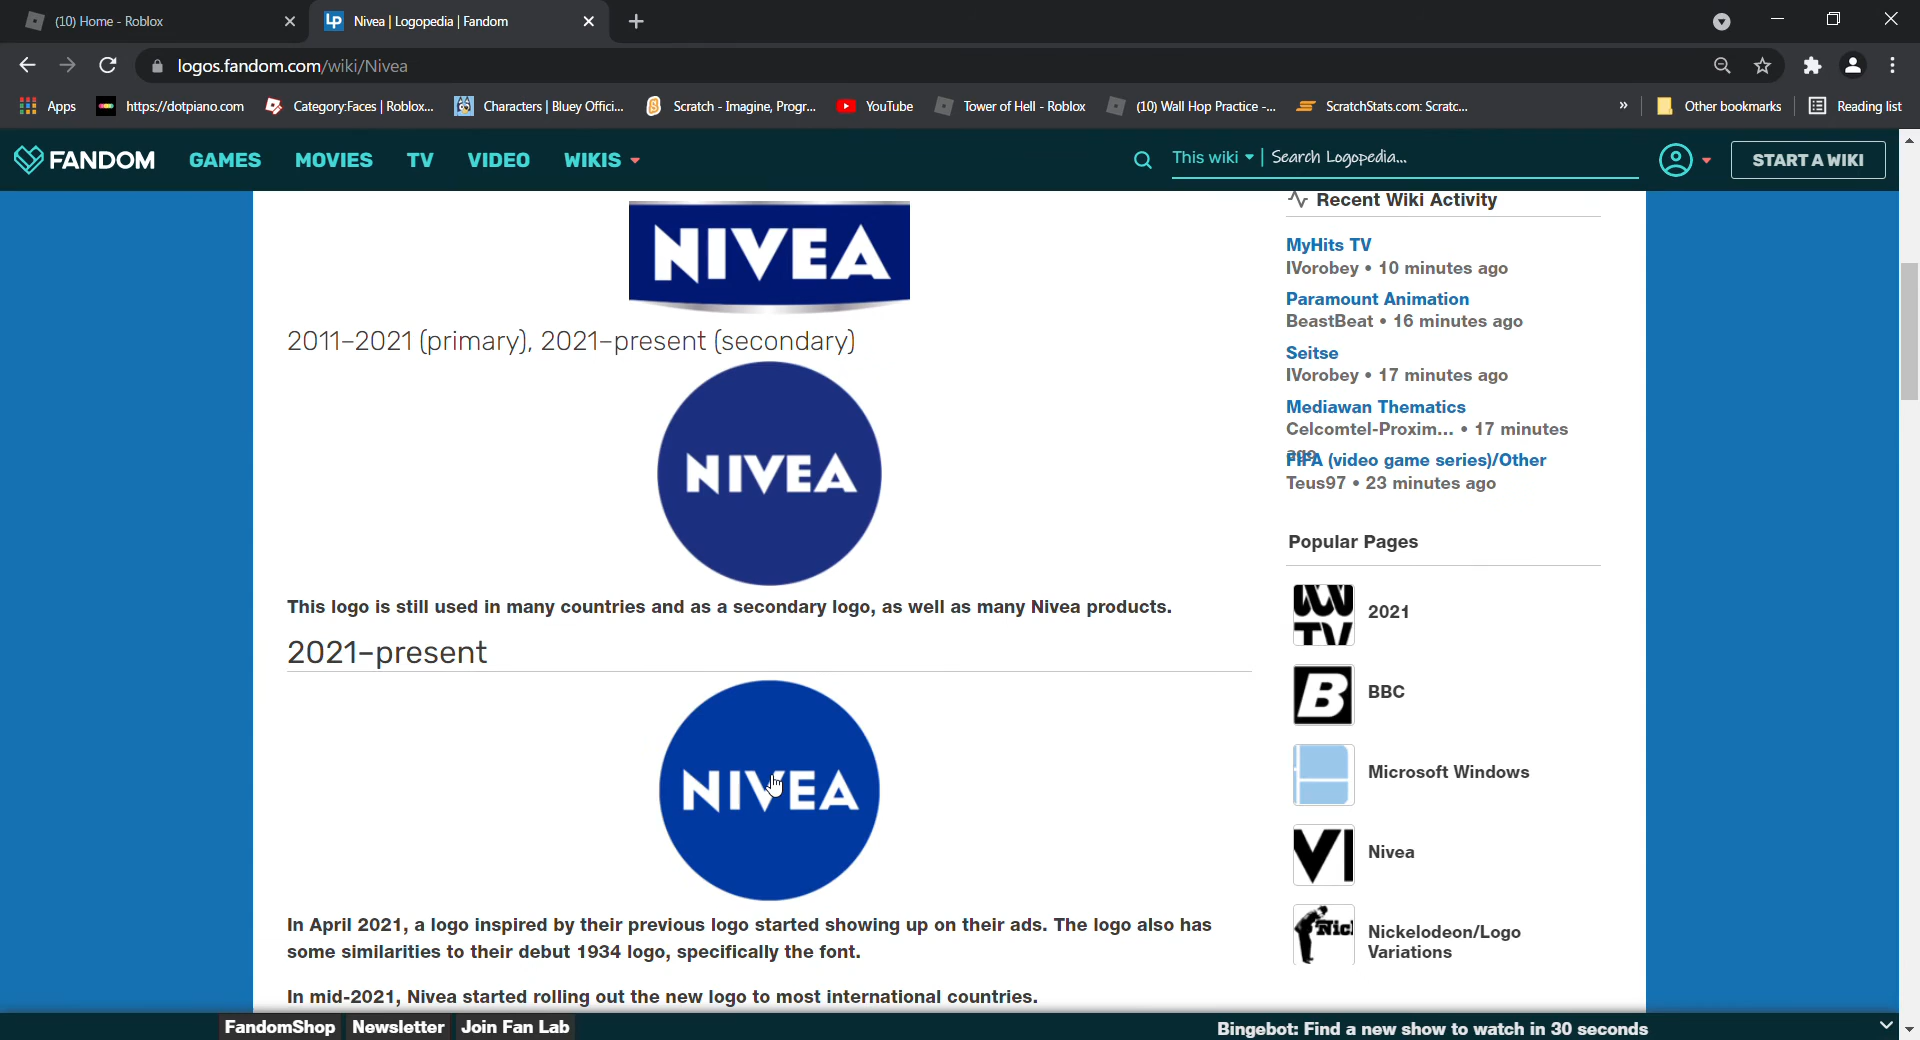 (10) Home - Roblox
Nivea | Logopedia | Fandom
logos.fandom.com/wiki/Nivea
Apps
https://dotpiano.com
Category:Faces | Roblox...
Characters | Bluey Offici...
Scratch - Imagine, Progr...
YouTube
Tower of Hell - Roblox
(10) Wall Hop Practice -...
ScratchStats.com: Scratc...
»
Other bookmarks
Reading list
FANDOM
GAMES
MOVIES
TV
VIDEO
WIKIS
This wiki
Search Logopedia...
START A WIKI
NIVEA
2011–2021 (primary), 2021–present (secondary)
NIVEA
This logo is still used in many countries and as a secondary logo, as well as many Nivea products.
2021–present
NIVEA
In April 2021, a logo inspired by their previous logo started showing up on their ads. The logo also has
some similarities to their debut 1934 logo, specifically the font.
In mid-2021, Nivea started rolling out the new logo to most international countries.
Recent Wiki Activity
MyHits TV
IVorobey • 10 minutes ago
Paramount Animation
BeastBeat • 16 minutes ago
Seitse
IVorobey • 17 minutes ago
Mediawan Thematics
Celcomtel-Proxim... • 17 minutes
ago
FIFA (video game series)/Other
Teus97 • 23 minutes ago
Popular Pages
TV
2021
B
BBC
Microsoft Windows
VI
Nivea
Nic
Nickelodeon/Logo
Variations
FandomShop
Newsletter
Join Fan Lab
Bingebot: Find a new show to watch in 30 seconds